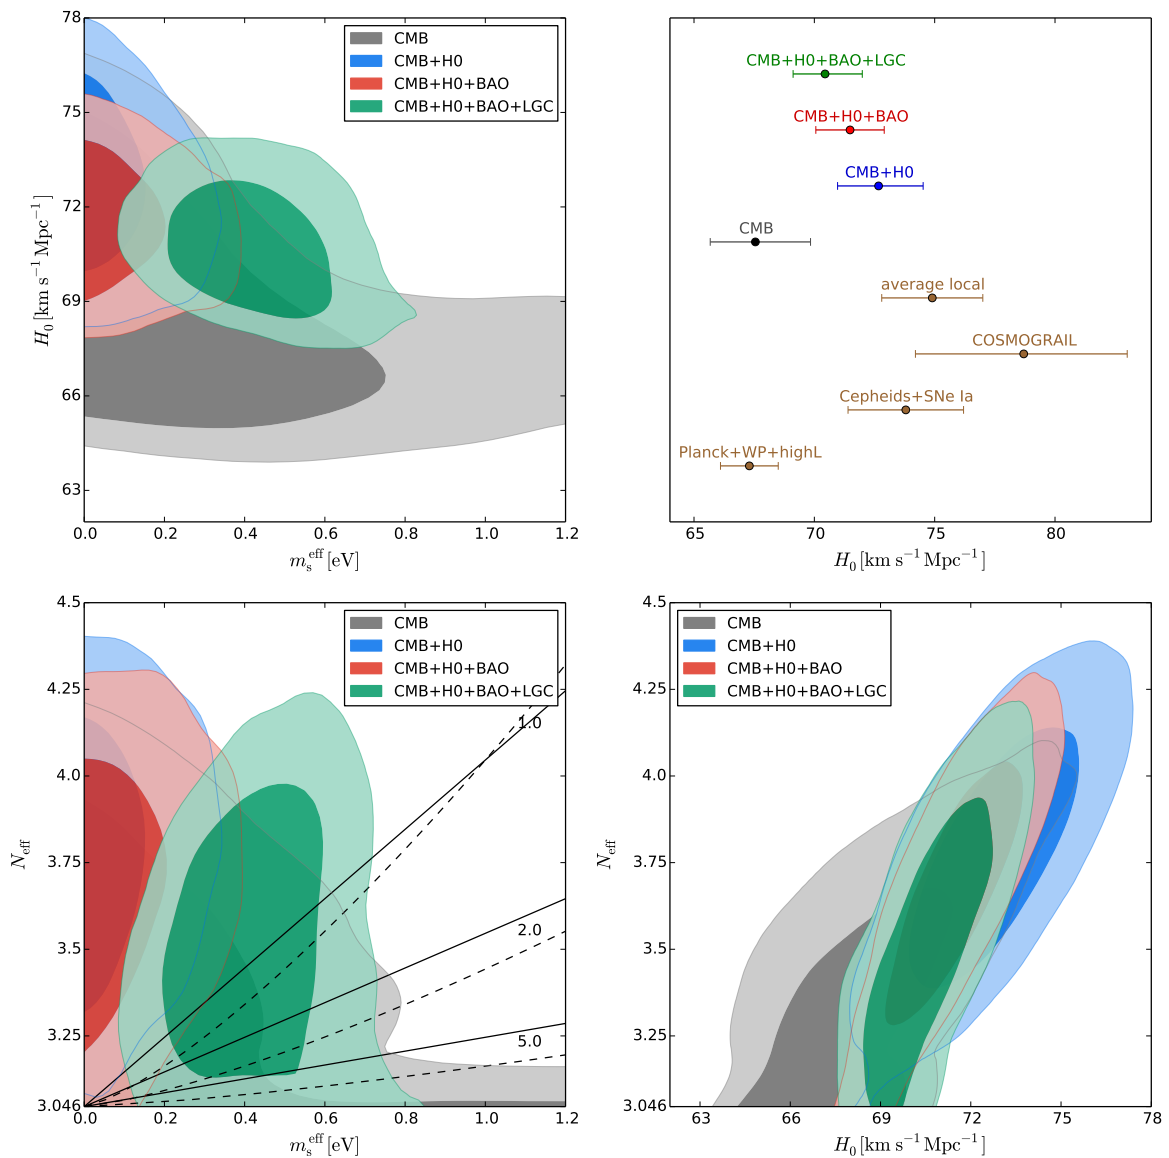 78
75
72
69
66
63
H₀ [km s⁻¹ Mpc⁻¹]
CMB
CMB+H0
CMB+H0+BAO
CMB+H0+BAO+LGC
0.0 0.2 0.4 0.6 0.8 1.0 1.2
mₛᵉᶠᶠ [eV]
CMB+H0+BAO+LGC
CMB+H0+BAO
CMB+H0
CMB
average local
COSMOGRAIL
Cepheids+SNe Ia
Planck+WP+highL
65 70 75 80
H₀ [km s⁻¹ Mpc⁻¹]
4.5
4.25
4.0
3.75
3.5
3.25
3.046
N_eff
CMB
CMB+H0
CMB+H0+BAO
CMB+H0+BAO+LGC
1.0
2.0
5.0
0.0 0.2 0.4 0.6 0.8 1.0 1.2
mₛᵉᶠᶠ [eV]
4.5
4.25
4.0
3.75
3.5
3.25
3.046
N_eff
CMB
CMB+H0
CMB+H0+BAO
CMB+H0+BAO+LGC
63 66 69 72 75 78
H₀ [km s⁻¹ Mpc⁻¹]